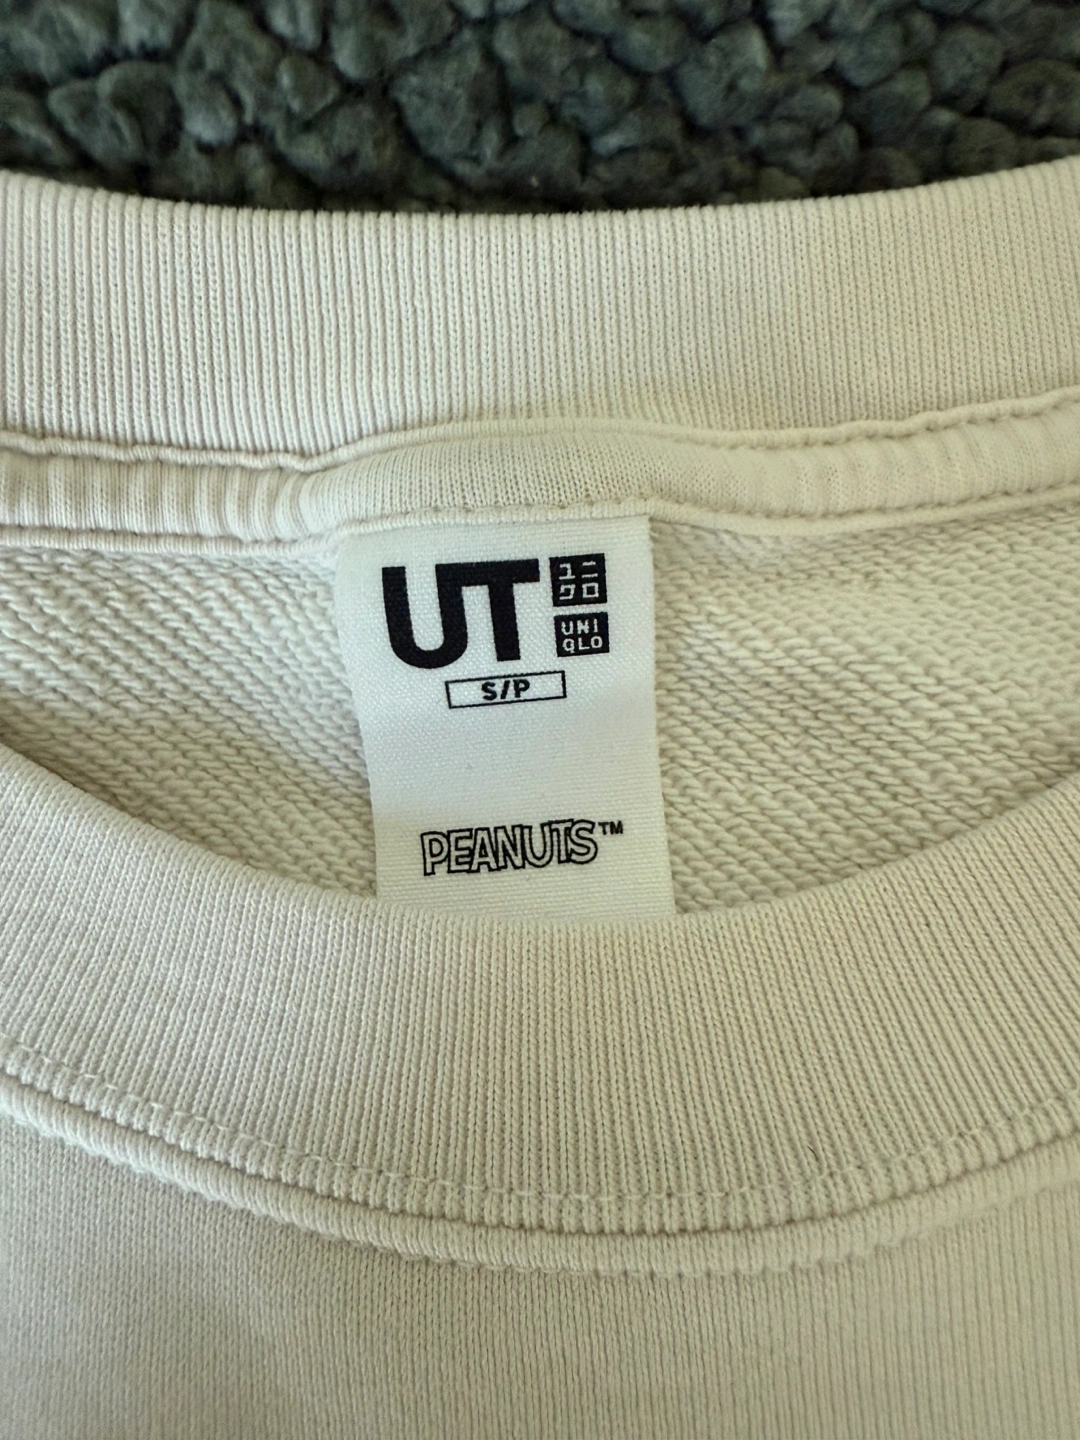 UT
ユニ
クロ
UNI
QLO
S/P
PEANUTS™